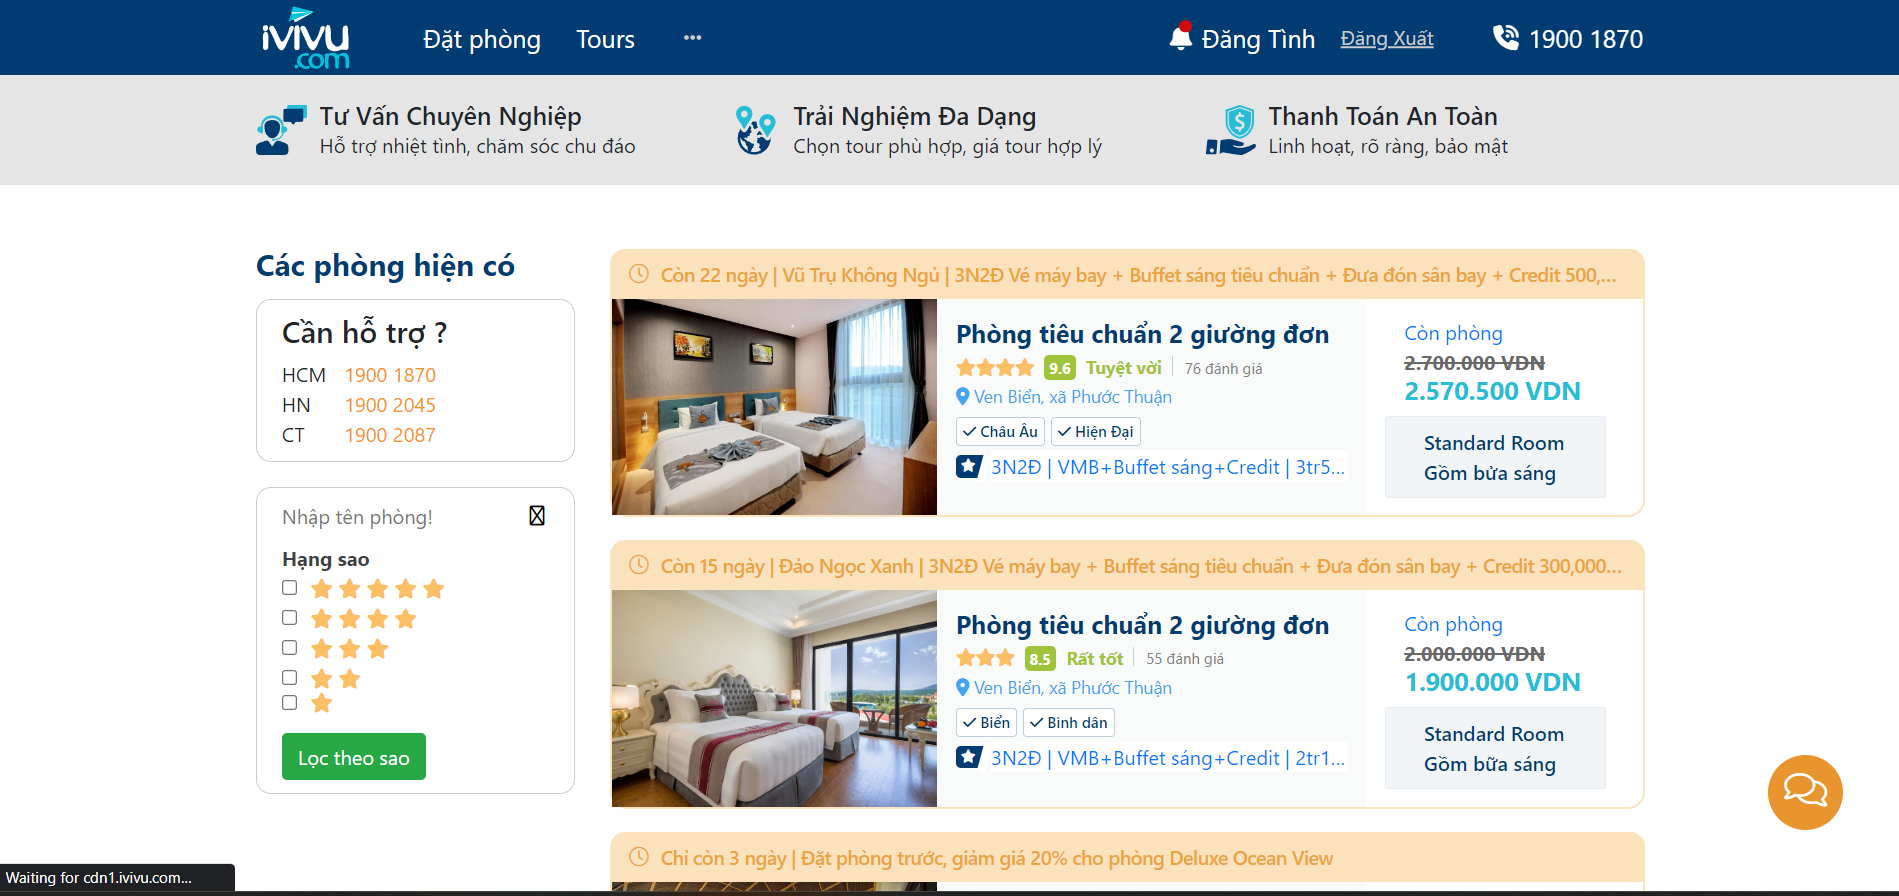 iVIVU
.com
Đặt phòng
Tours
Đăng Tình
Đăng Xuất
1900 1870
Tư Vấn Chuyên Nghiệp
Hỗ trợ nhiệt tình, chăm sóc chu đáo
Trải Nghiệm Đa Dạng
Chọn tour phù hợp, giá tour hợp lý
Thanh Toán An Toàn
Linh hoạt, rõ ràng, bảo mật
Các phòng hiện có
Cần hỗ trợ ?
HCM 1900 1870
HN 1900 2045
CT 1900 2087
Nhập tên phòng!
Hạng sao
Lọc theo sao
Còn 22 ngày | Vũ Trụ Không Ngủ | 3N2Đ Vé máy bay + Buffet sáng tiêu chuẩn + Đưa đón sân bay + Credit 500,...
Phòng tiêu chuẩn 2 giường đơn
9.6 Tuyệt vời 76 đánh giá
Ven Biển, xã Phước Thuận
Châu Âu Hiện Đại
3N2Đ | VMB+Buffet sáng+Credit | 3tr5...
Còn phòng
2.700.000 VDN
2.570.500 VDN
Standard Room
Gồm bửa sáng
Còn 15 ngày | Đảo Ngọc Xanh | 3N2Đ Vé máy bay + Buffet sáng tiêu chuẩn + Đưa đón sân bay + Credit 300,000...
Phòng tiêu chuẩn 2 giường đơn
8.5 Rất tốt 55 đánh giá
Ven Biển, xã Phước Thuận
Biển Bình dân
3N2Đ | VMB+Buffet sáng+Credit | 2tr1...
Còn phòng
2.000.000 VDN
1.900.000 VDN
Standard Room
Gồm bữa sáng
Chỉ còn 3 ngày | Đặt phòng trước, giảm giá 20% cho phòng Deluxe Ocean View
Waiting for cdn1.ivivu.com...